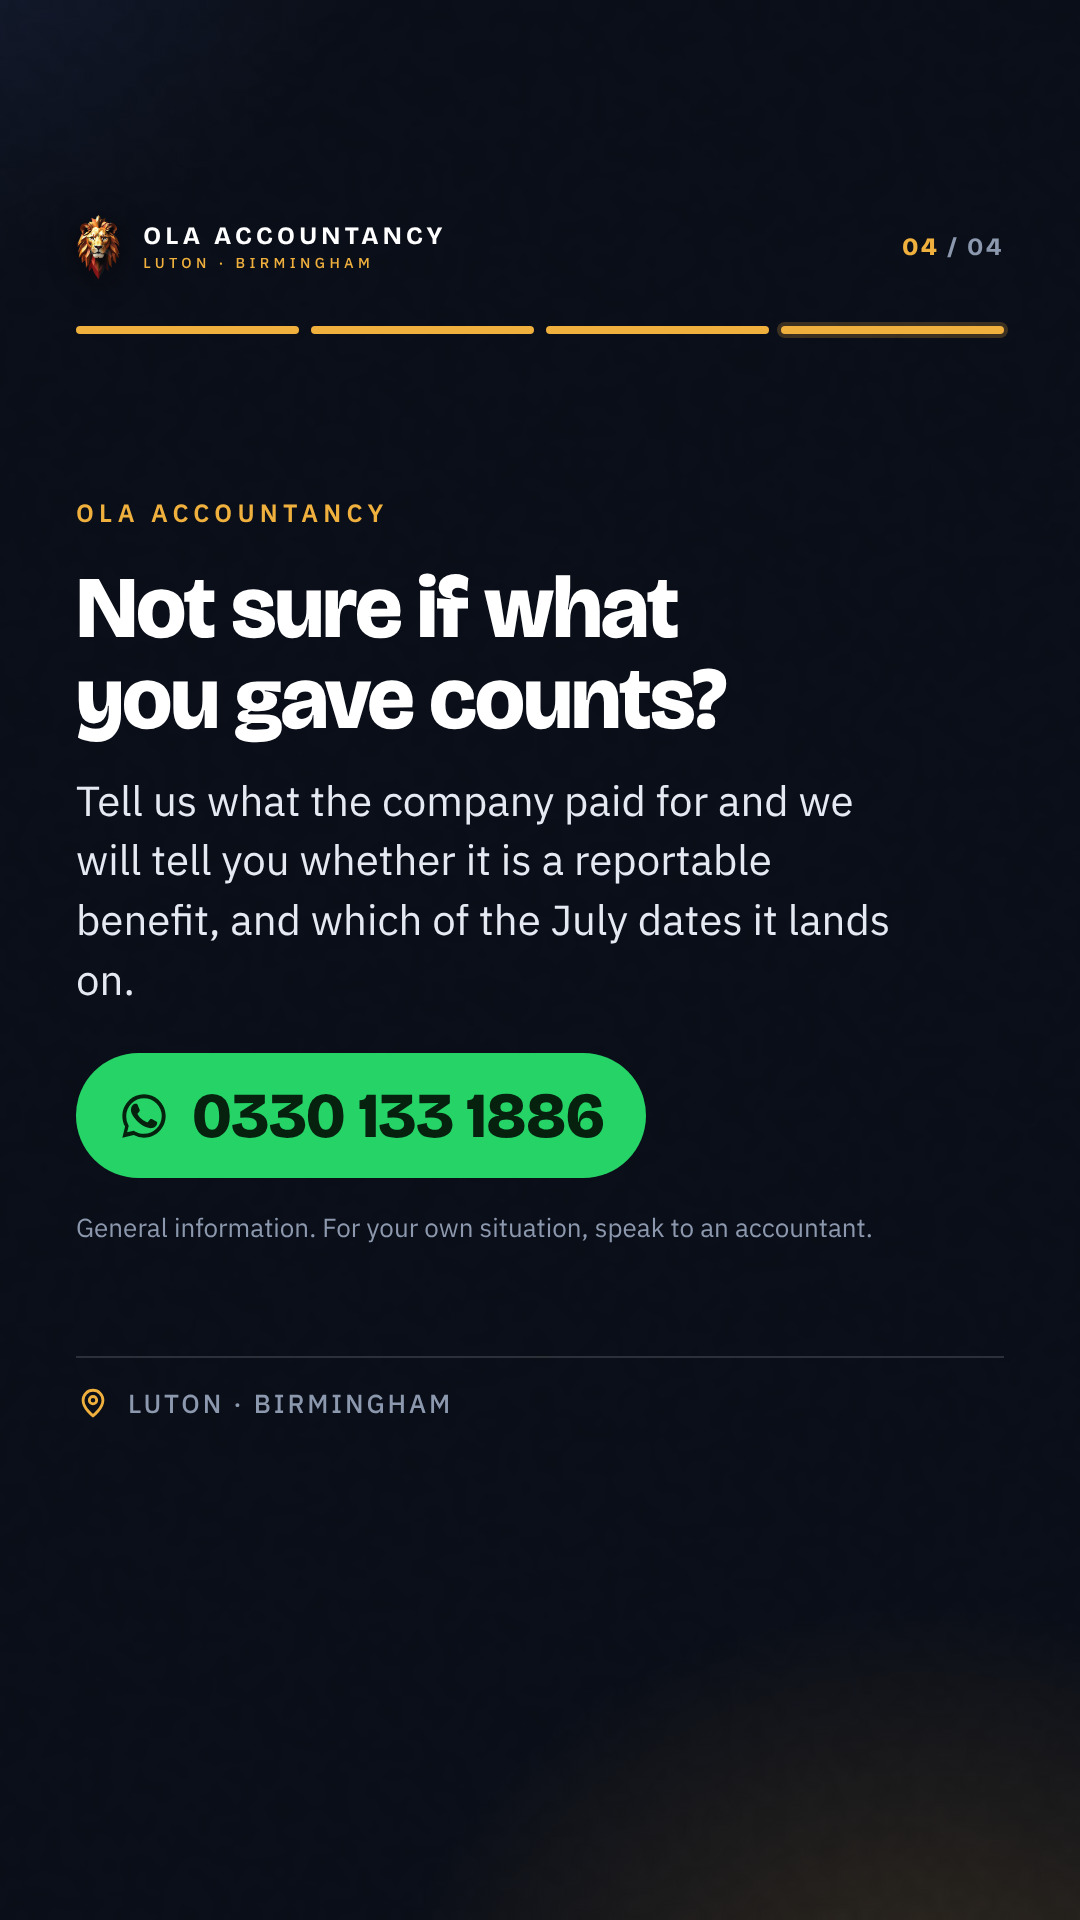 OLA ACCOUNTANCY
LUTON · BIRMINGHAM
04 / 04
OLA ACCOUNTANCY
Not sure if what
you gave counts?
Tell us what the company paid for and we
will tell you whether it is a reportable
benefit, and which of the July dates it lands
on.
0330 133 1886
General information. For your own situation, speak to an accountant.
LUTON · BIRMINGHAM